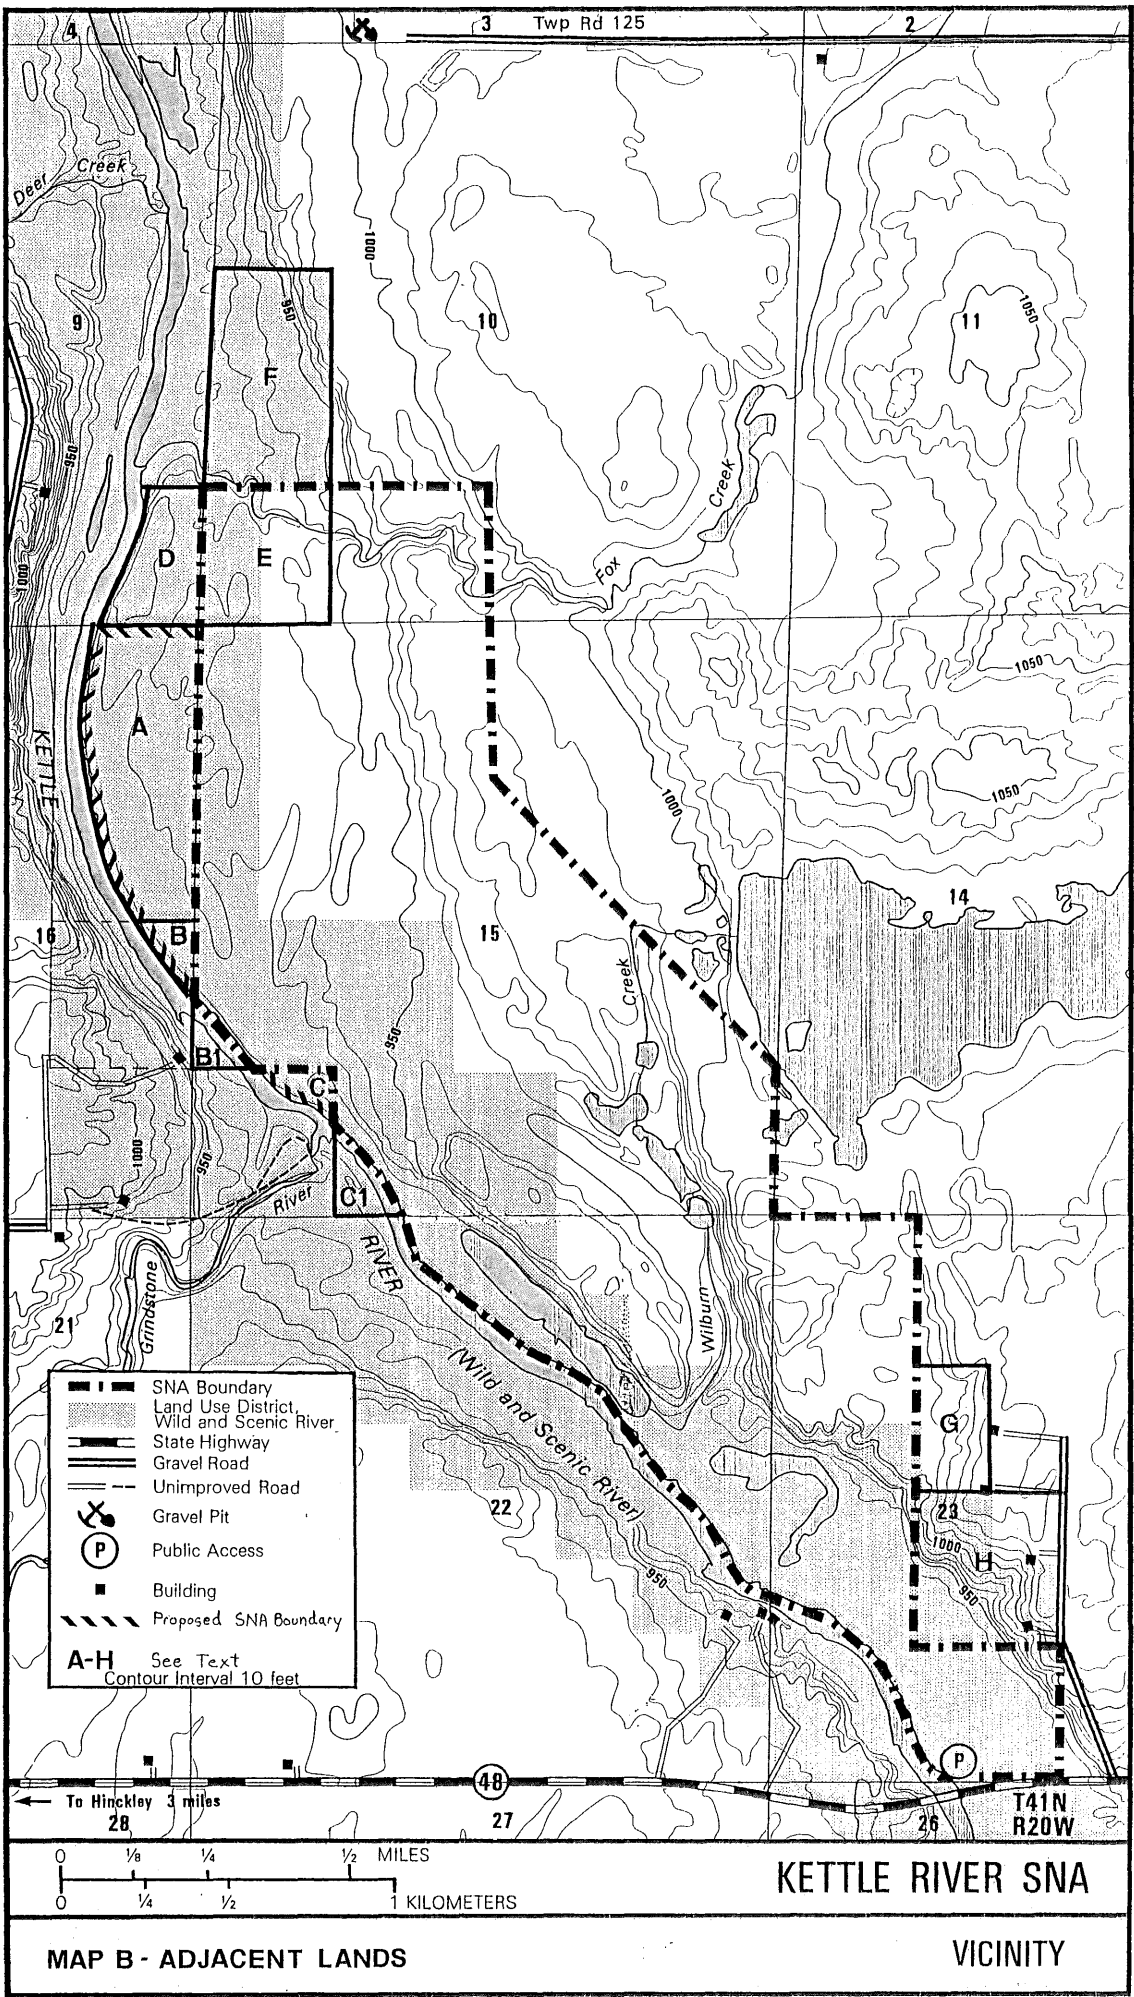 4
3
Twp Rd 125
2
Deer Creek
1000
950
9
10
11
1050
F
950
Creek
D
E
Fox
1000
1050
A
KETTLE
1000
1050
14
16
B
15
Creek
950
B1
C
1000
950
River
C1
RIVER
Grindstone
Wilburn
21
(Wild and Scenic River)
G
SNA Boundary
Land Use District,
Wild and Scenic River
State Highway
Gravel Road
Unimproved Road
Gravel Pit
P Public Access
Building
Proposed SNA Boundary
A-H See Text
Contour Interval 10 feet
22
23
1000
H
950
950
P
48
To Hinckley 3 miles
28
27
26
T41N
R20W
0 1/8 1/4 1/2 MILES
0 1/4 1/2 1 KILOMETERS
KETTLE RIVER SNA
MAP B - ADJACENT LANDS
VICINITY